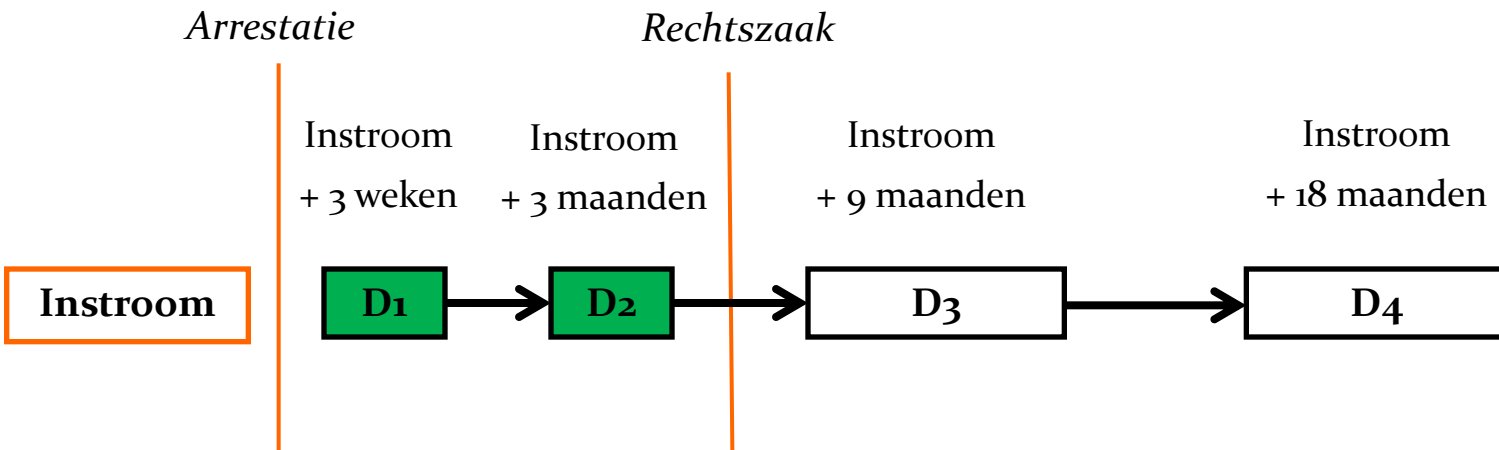 Arrestatie
Rechtszaak
Instroom
+ 3 weken
Instroom
+ 3 maanden
Instroom
+ 9 maanden
Instroom
+ 18 maanden
Instroom
D1
D2
D3
D4